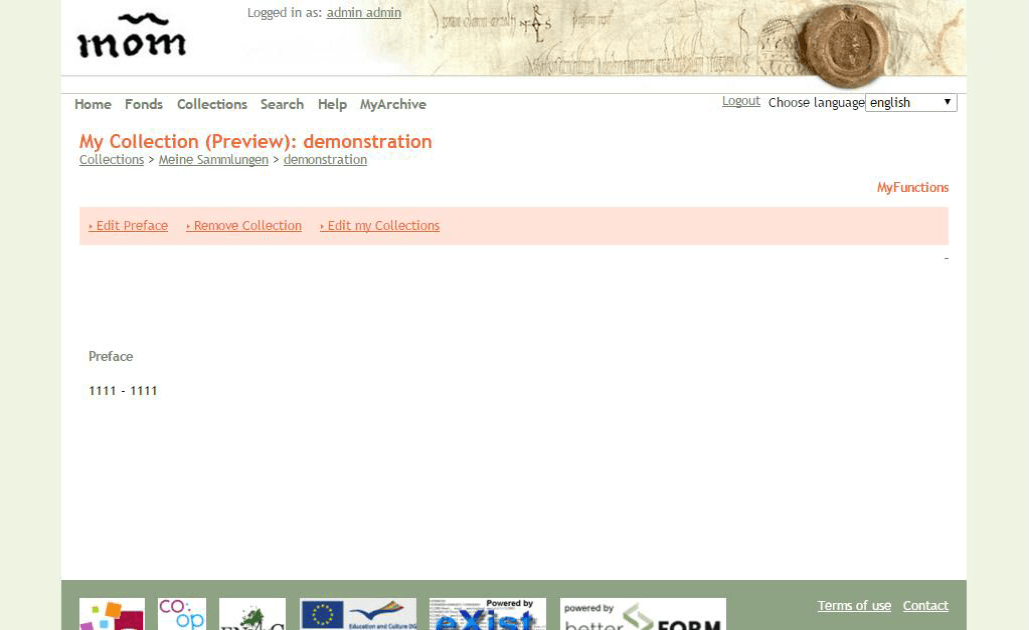 Logged in as: admin admin
mom
Home Fonds Collections Search Help MyArchive Logout Choose language english
My Collection (Preview): demonstration
Collections > Meine Sammlungen > demonstration
MyFunctions
Edit Preface Remove Collection Edit my Collections
-
Preface
1111 - 1111
CO: OP
Education and Culture DG
Powered by
eXist
powered by
better FORM
Terms of use Contact